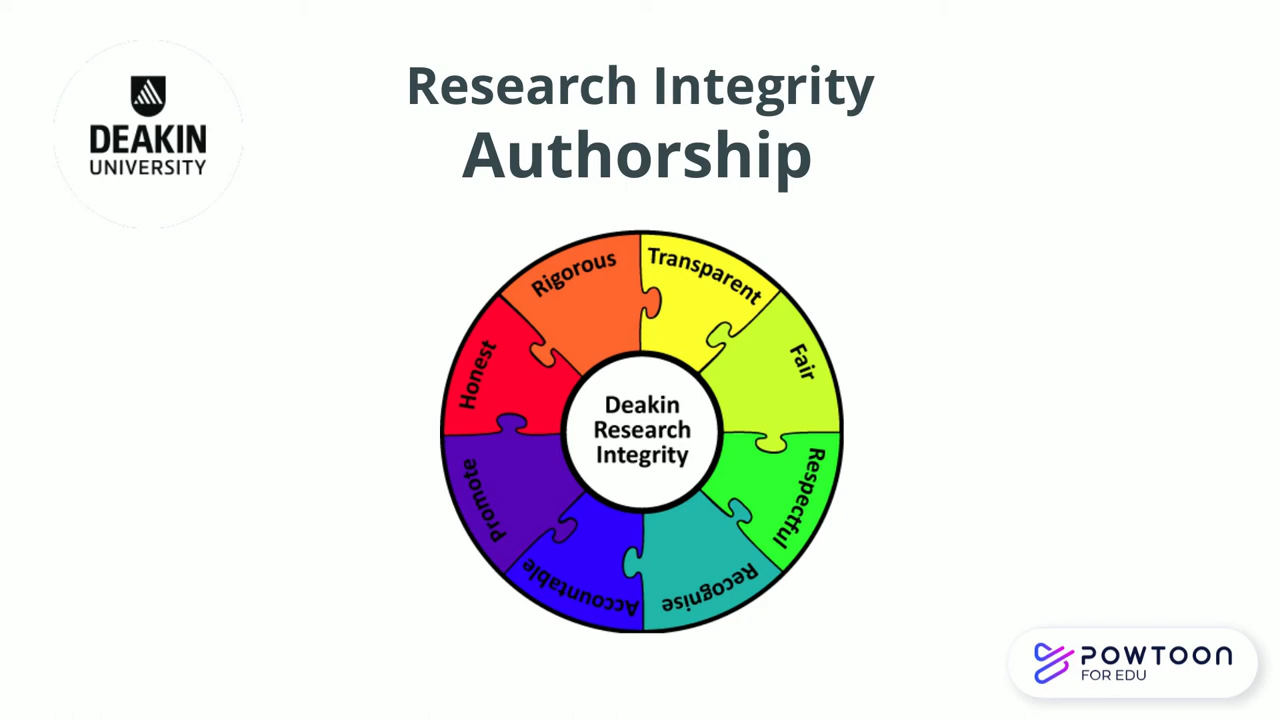 DEAKIN
UNIVERSITY
Research Integrity
Authorship
Rigorous
Transparent
Fair
Respectful
Recognise
Accountable
Promote
Honest
Deakin
Research
Integrity
POWTOON
FOR EDU